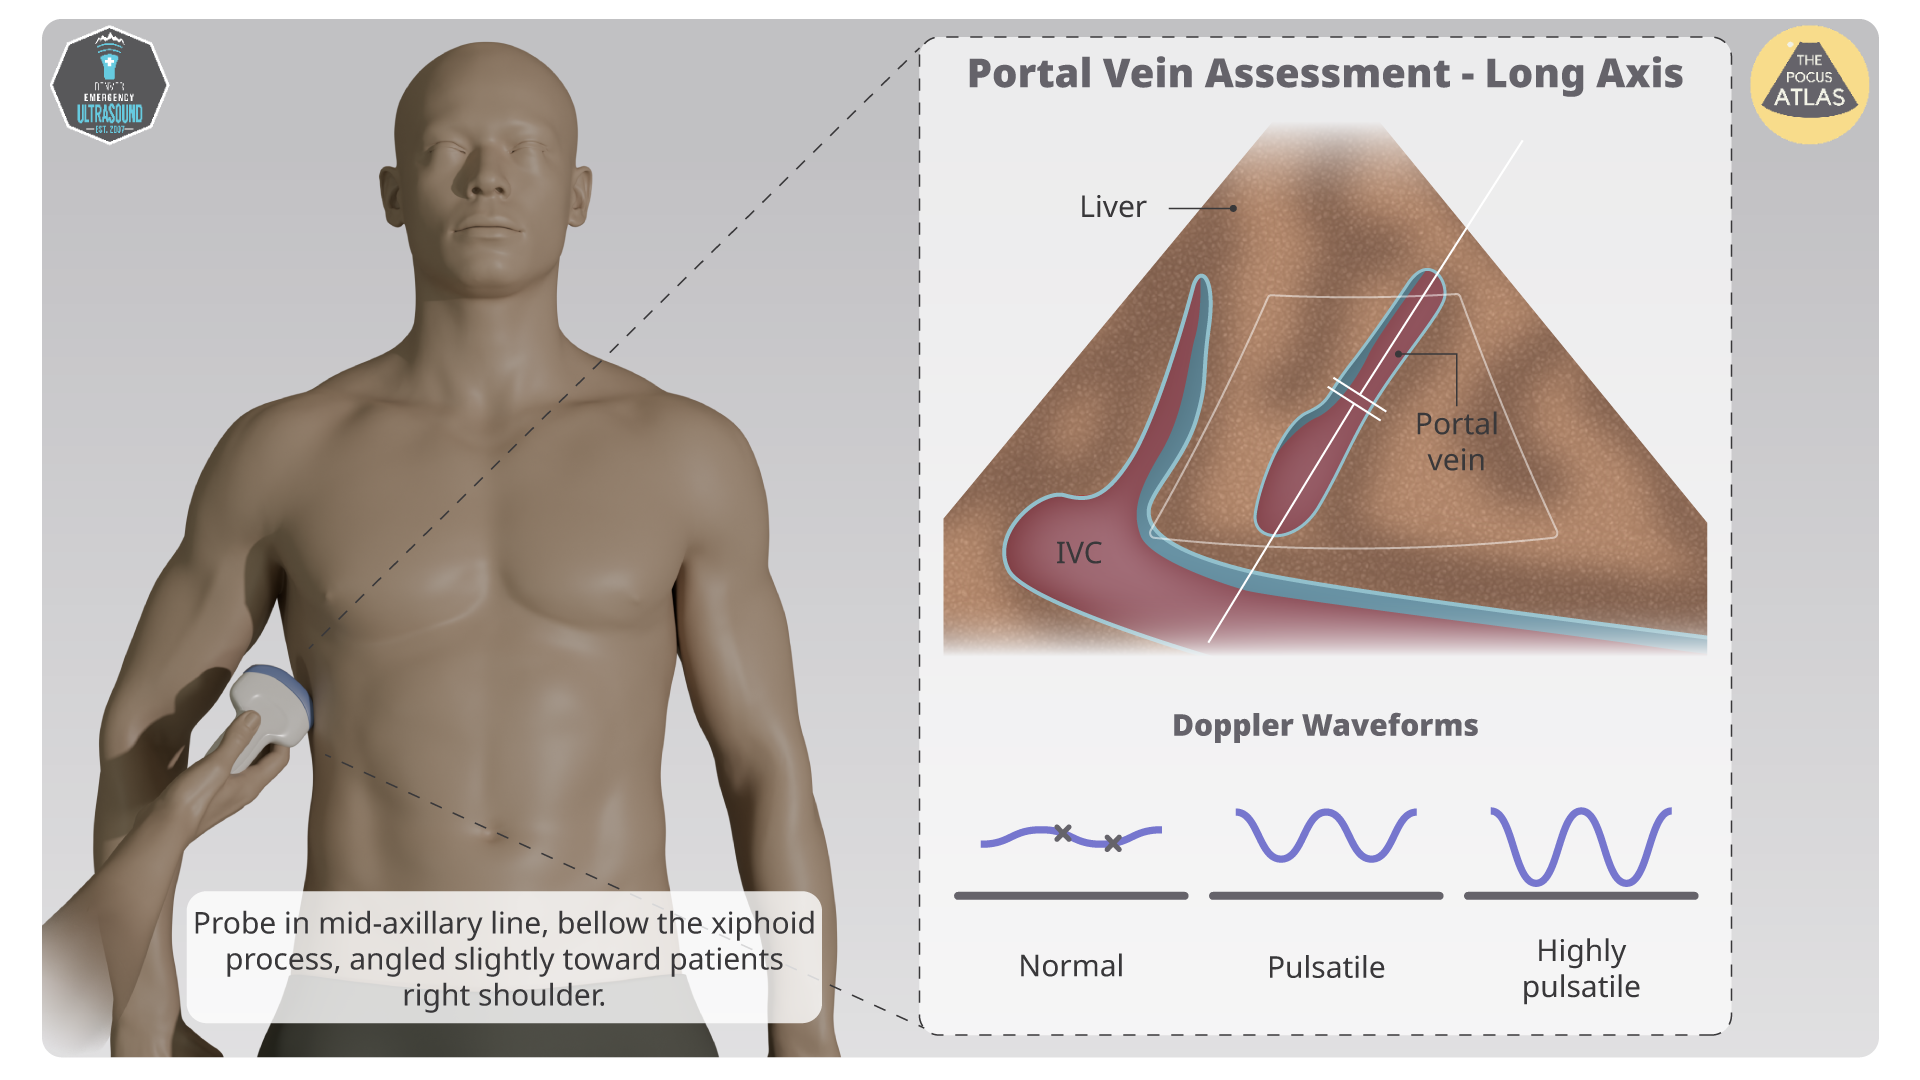 EMERGENCY
ULTRASOUND
EST. 2007
THE
POCUS
ATLAS
Portal Vein Assessment - Long Axis
Liver
Portal
vein
IVC
Doppler Waveforms
Normal
Pulsatile
Highly
pulsatile
Probe in mid-axillary line, bellow the xiphoid
process, angled slightly toward patients
right shoulder.